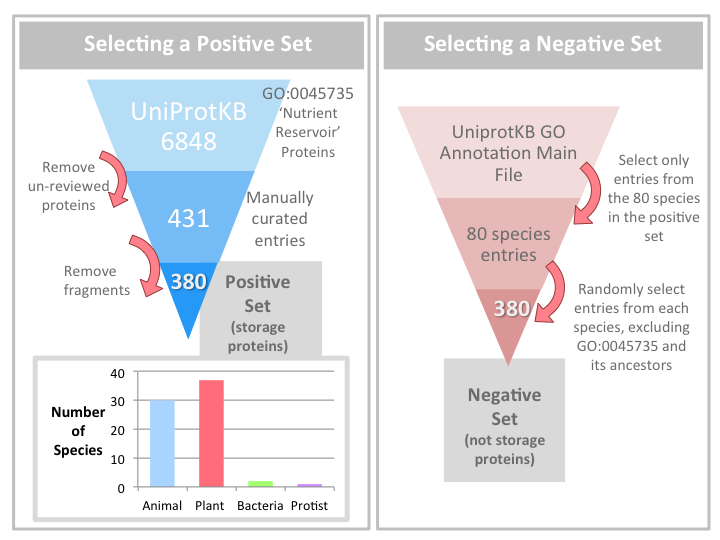 Selecting a Positive Set
UniProtKB
6848
GO:0045735
‘Nutrient
Reservoir’
Proteins
Remove
un-reviewed
proteins
431
Manually
curated
entries
Remove
fragments
380
Positive
Set
(storage
proteins)
Number
of
Species
40
30
20
10
0
Animal Plant Bacteria Protist
Selecting a Negative Set
UniprotKB GO
Annotation Main
File
Select only
entries from
the 80 species
in the positive
set
80 species
entries
380
Randomly select
entries from each
species, excluding
GO:0045735 and
its ancestors
Negative
Set
(not storage
proteins)